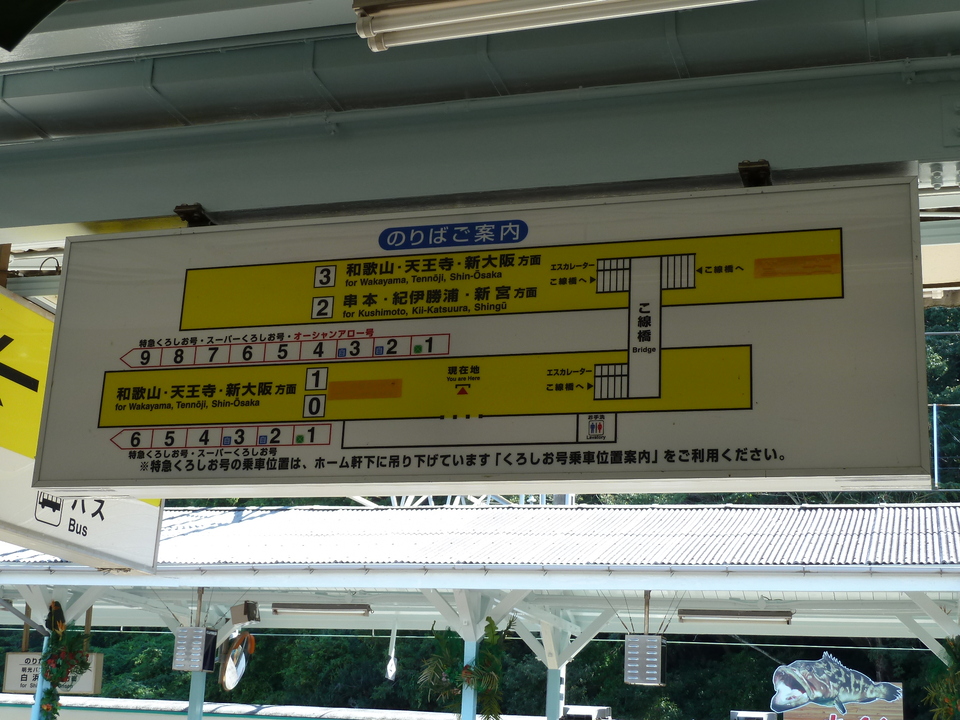 のりばご案内
3 和歌山・天王寺・新大阪方面
for Wakayama, Tennōji, Shin-Ōsaka
2 串本・紀伊勝浦・新宮方面
for Kushimoto, Kii-Katsuura, Shingū
エスカレーター
こ線橋へ
こ線橋へ
こ線橋
Bridge
特急くろしお号・スーパーくろしお号・オーシャンアロー号
9 8 7 6 5 4 3 2 1
和歌山・天王寺・新大阪方面
for Wakayama, Tennōji, Shin-Ōsaka
1
0
現在地
You are Here
エスカレーター
こ線橋へ
お手洗
Lavatory
6 5 4 3 2 1
特急くろしお号・スーパーくろしお号
※特急くろしお号の乗車位置は、ホーム軒下に吊り下げています「くろしお号乗車位置案内」をご利用ください。
バス
Bus